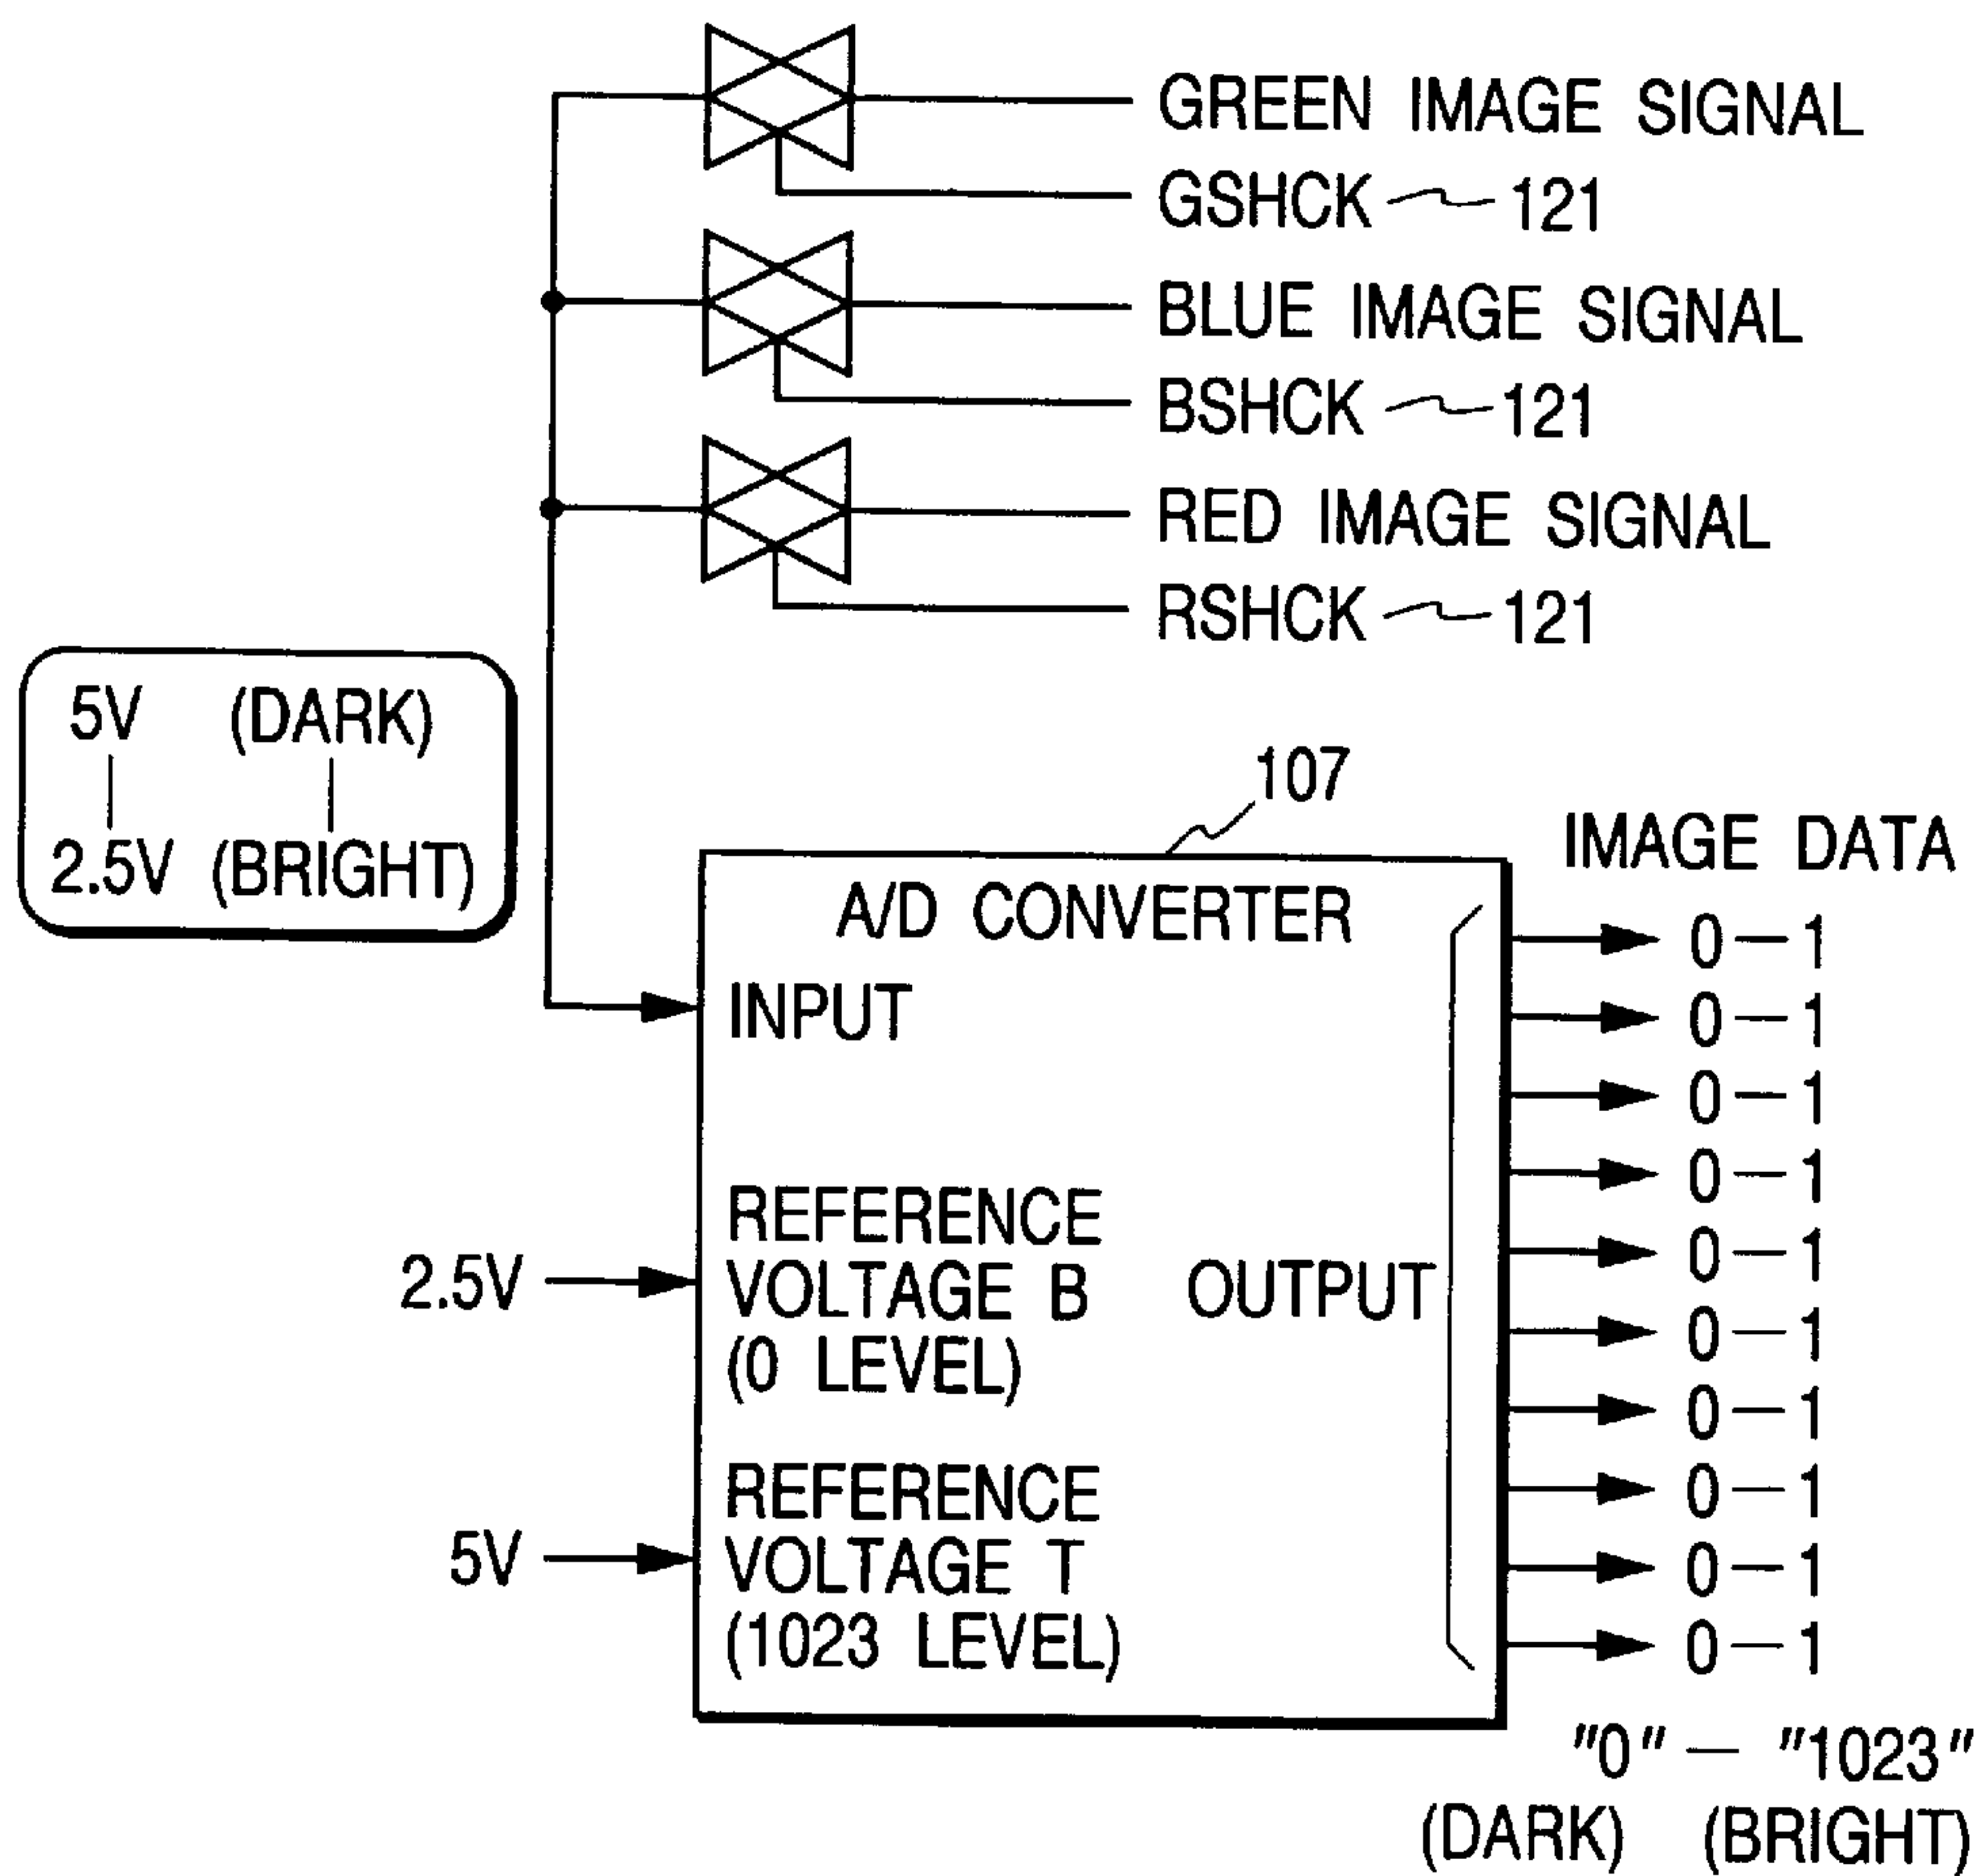 GREEN IMAGE SIGNAL
GSHCK 121
BLUE IMAGE SIGNAL
BSHCK 121
RED IMAGE SIGNAL
RSHCK 121
5V (DARK)
2.5V (BRIGHT)
107
IMAGE DATA
A/D CONVERTER
INPUT
0—1
0—1
0—1
0—1
0—1
0—1
0—1
0—1
0—1
0—1
2.5V
REFERENCE
VOLTAGE B
(0 LEVEL)
OUTPUT
5V
REFERENCE
VOLTAGE T
(1023 LEVEL)
"0" — "1023"
(DARK) (BRIGHT)